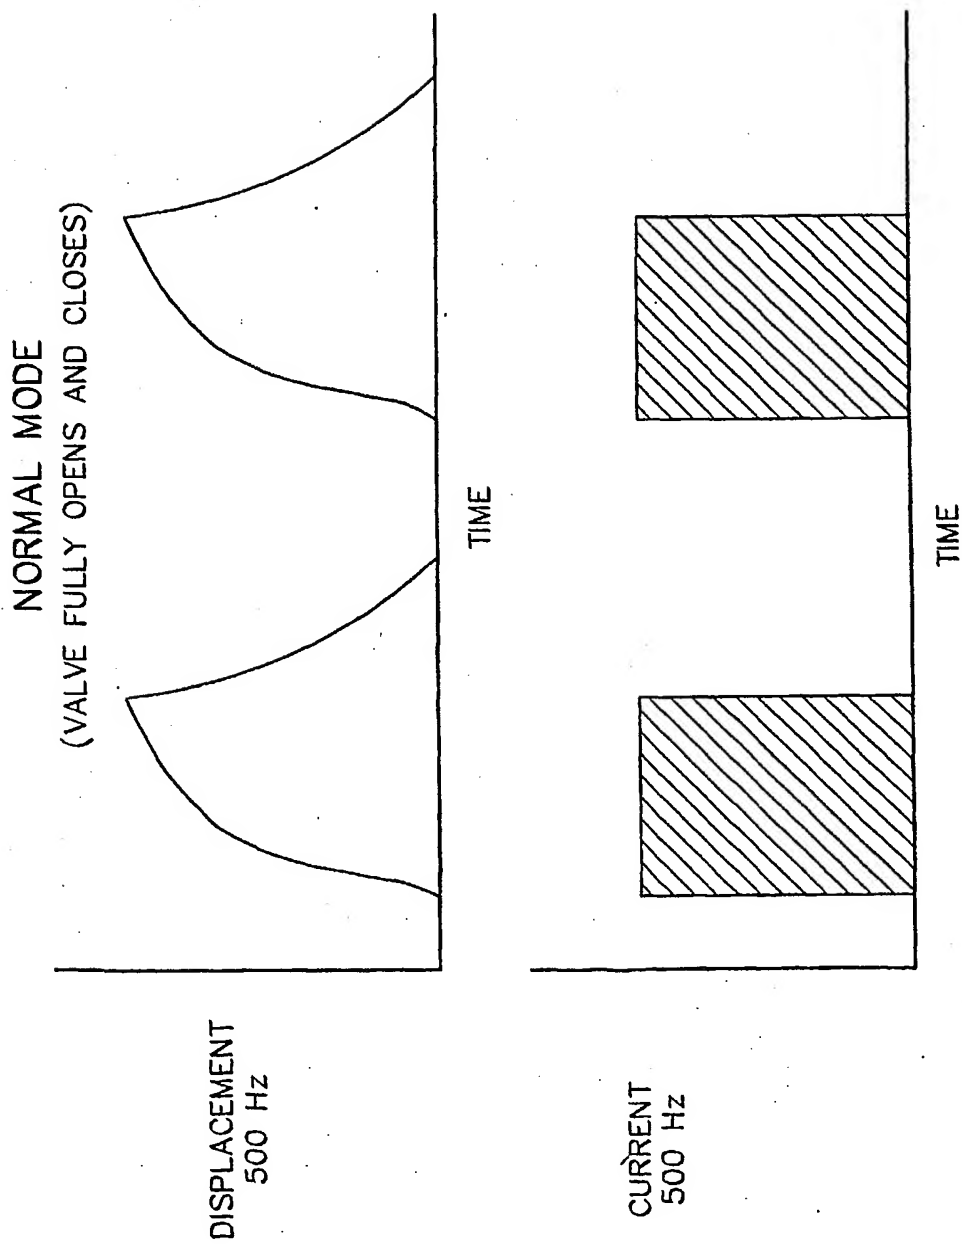 NORMAL MODE
(VALVE FULLY OPENS AND CLOSES)
DISPLACEMENT
500 Hz
TIME
CURRENT
500 Hz
TIME